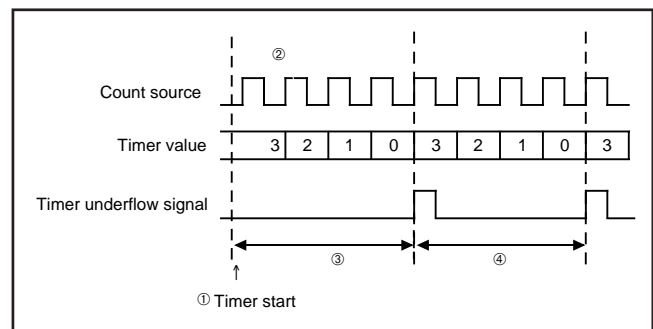 ②
Count source
Timer value 3 2 1 0 3 2 1 0 3
Timer underflow signal
③ ④
① Timer start